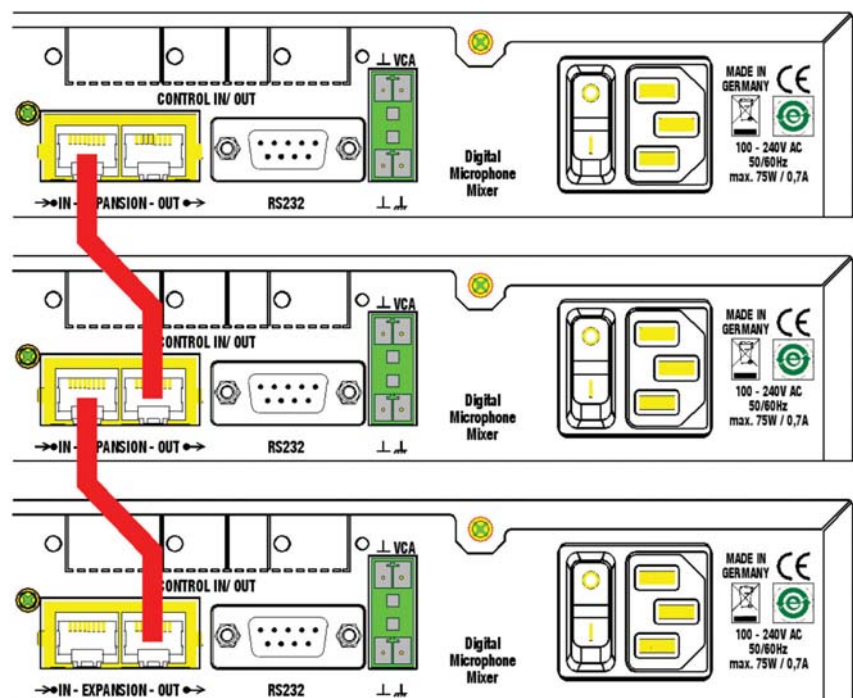 ⊥ VCA
CONTROL IN/ OUT
MADE IN
GERMANY
CE
e
100 - 240V AC
50/60Hz
max. 75W / 0,7A
Digital
Microphone
Mixer
IN - PANSION - OUT
RS232
⊥ VCA
CONTROL IN/ OUT
MADE IN
GERMANY
CE
e
100 - 240V AC
50/60Hz
max. 75W / 0,7A
Digital
Microphone
Mixer
IN - PANSION - OUT
RS232
⊥ VCA
CONTROL IN/ OUT
MADE IN
GERMANY
CE
e
100 - 240V AC
50/60Hz
max. 75W / 0,7A
Digital
Microphone
Mixer
IN - EXPANSION - OUT
RS232